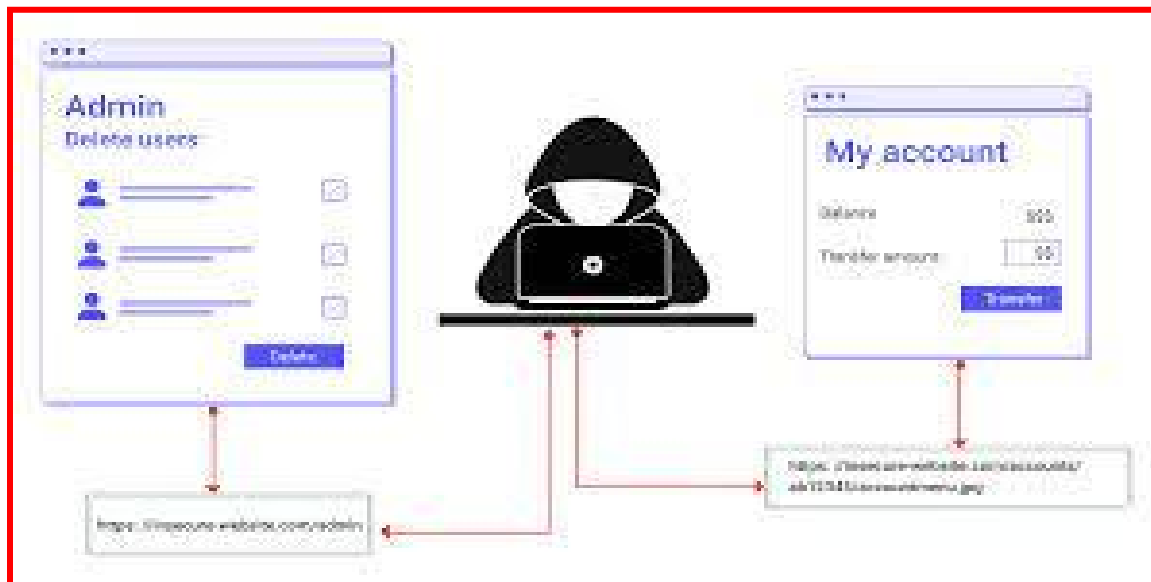 Admin
Delete users
Delete
My account
Balance
Transfer amount
Transfer
https://insecure-website.com/admin